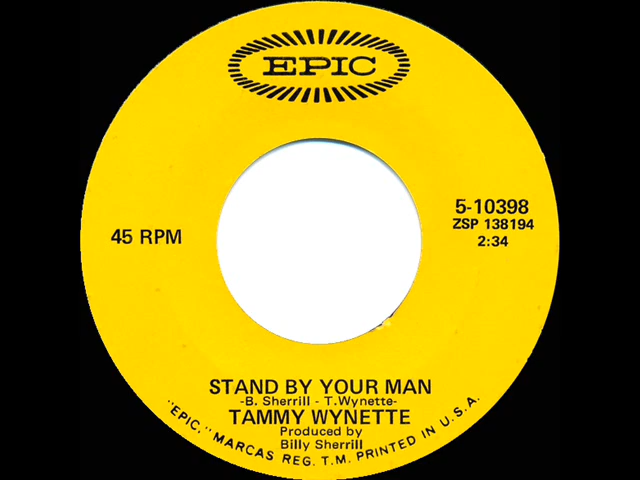 EPIC
45 RPM
5-10398
ZSP 138194
2:34
STAND BY YOUR MAN
-B. Sherrill - T. Wynette-
TAMMY WYNETTE
Produced by
Billy Sherrill
"EPIC," MARCAS REG. T.M. PRINTED IN U.S.A.